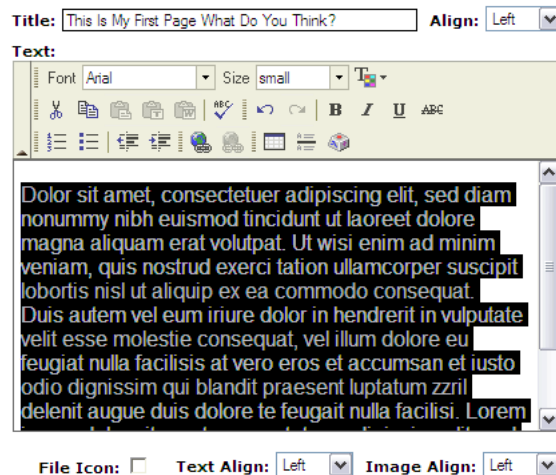 Title: This Is My First Page What Do You Think? Align: Left
Text:
Font Arial Size small T
ABC B I U ABC
Dolor sit amet, consectetuer adipiscing elit, sed diam
nonummy nibh euismod tincidunt ut laoreet dolore
magna aliquam erat volutpat. Ut wisi enim ad minim
veniam, quis nostrud exerci tation ullamcorper suscipit
lobortis nisl ut aliquip ex ea commodo consequat.
Duis autem vel eum iriure dolor in hendrerit in vulputate
velit esse molestie consequat, vel illum dolore eu
feugiat nulla facilisis at vero eros et accumsan et iusto
odio dignissim qui blandit praesent luptatum zzril
delenit augue duis dolore te feugait nulla facilisi. Lorem
File Icon: Text Align: Left Image Align: Left